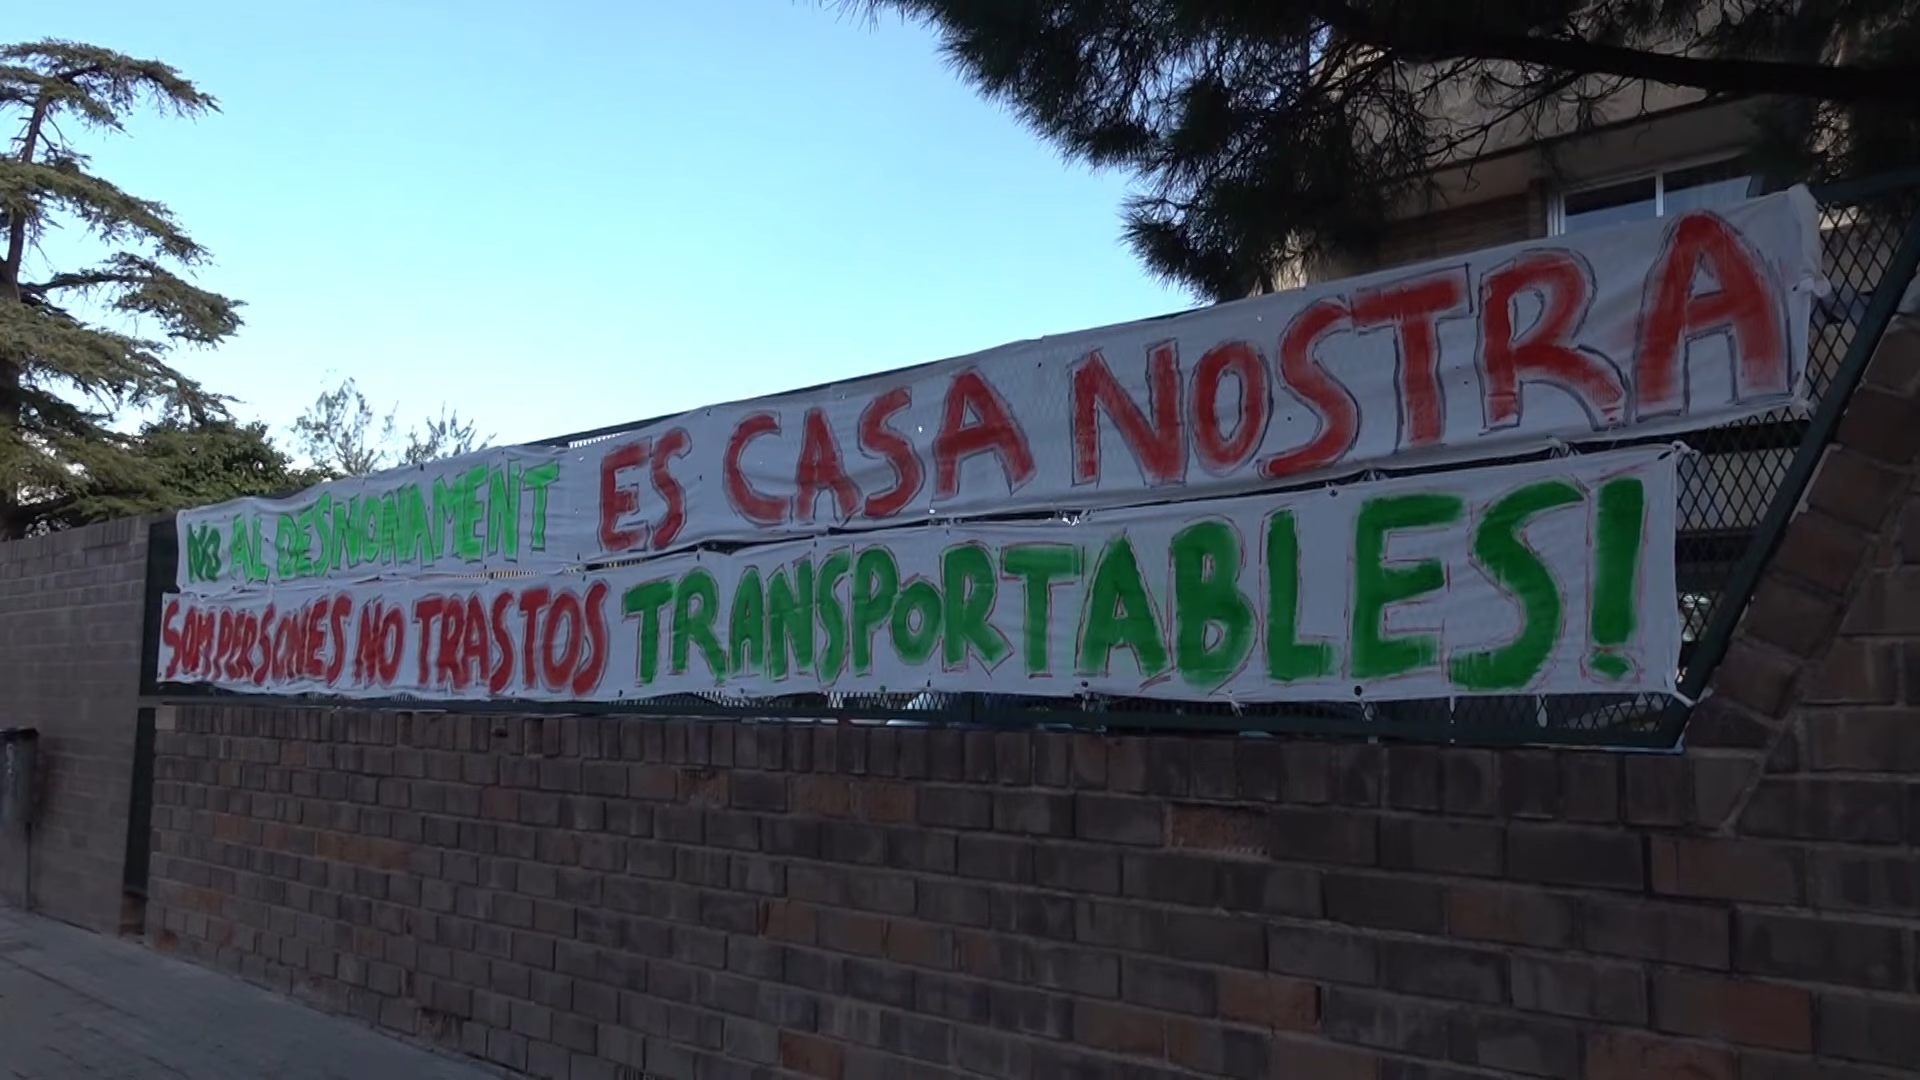 NO AL DESNONAMENT ES CASA NOSTRA
SOM PERSONES NO TRASTOS TRANSPORTABLES!